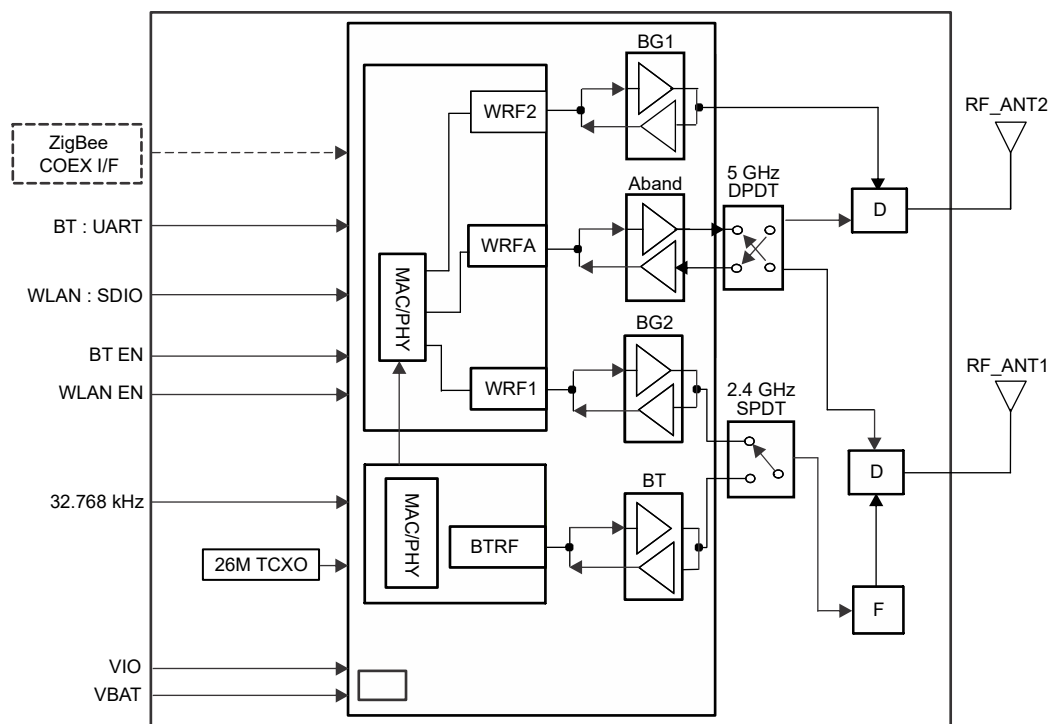 BG1
WRF2
RF_ANT2
ZigBee
COEX I/F
Aband
5 GHz
DPDT
D
BT : UART
WRFA
MAC/PHY
WLAN : SDIO
BG2
BT EN
WLAN EN
WRF1
2.4 GHz
SPDT
RF_ANT1
D
BT
32.768 kHz
MAC/PHY
BTRF
26M TCXO
F
VIO
VBAT